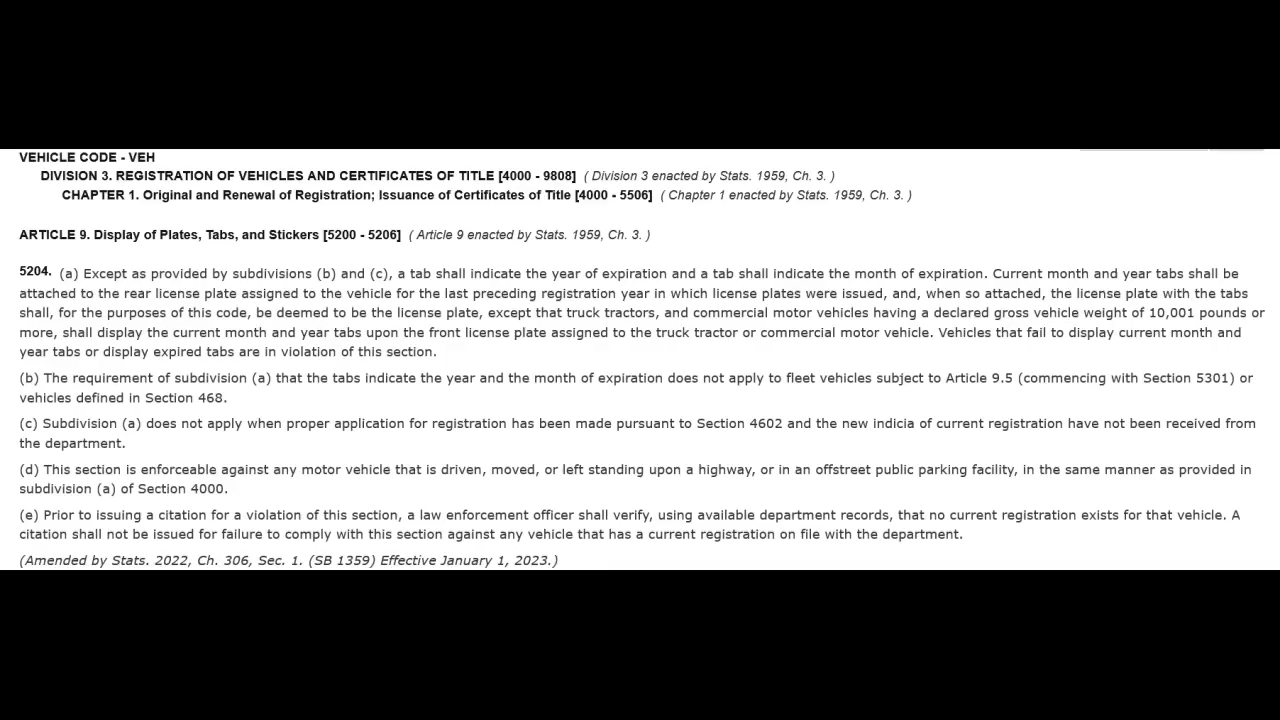 VEHICLE CODE - VEH
DIVISION 3. REGISTRATION OF VEHICLES AND CERTIFICATES OF TITLE [4000 - 9808] ( Division 3 enacted by Stats. 1959, Ch. 3. )
CHAPTER 1. Original and Renewal of Registration; Issuance of Certificates of Title [4000 - 5506] ( Chapter 1 enacted by Stats. 1959, Ch. 3. )
ARTICLE 9. Display of Plates, Tabs, and Stickers [5200 - 5206] ( Article 9 enacted by Stats. 1959, Ch. 3. )
5204. (a) Except as provided by subdivisions (b) and (c), a tab shall indicate the year of expiration and a tab shall indicate the month of expiration. Current month and year tabs shall be
attached to the rear license plate assigned to the vehicle for the last preceding registration year in which license plates were issued, and, when so attached, the license plate with the tabs
shall, for the purposes of this code, be deemed to be the license plate, except that truck tractors, and commercial motor vehicles having a declared gross vehicle weight of 10,001 pounds or
more, shall display the current month and year tabs upon the front license plate assigned to the truck tractor or commercial motor vehicle. Vehicles that fail to display current month and
year tabs or display expired tabs are in violation of this section.
(b) The requirement of subdivision (a) that the tabs indicate the year and the month of expiration does not apply to fleet vehicles subject to Article 9.5 (commencing with Section 5301) or
vehicles defined in Section 468.
(c) Subdivision (a) does not apply when proper application for registration has been made pursuant to Section 4602 and the new indicia of current registration have not been received from
the department.
(d) This section is enforceable against any motor vehicle that is driven, moved, or left standing upon a highway, or in an offstreet public parking facility, in the same manner as provided in
subdivision (a) of Section 4000.
(e) Prior to issuing a citation for a violation of this section, a law enforcement officer shall verify, using available department records, that no current registration exists for that vehicle. A
citation shall not be issued for failure to comply with this section against any vehicle that has a current registration on file with the department.
(Amended by Stats. 2022, Ch. 306, Sec. 1. (SB 1359) Effective January 1, 2023.)